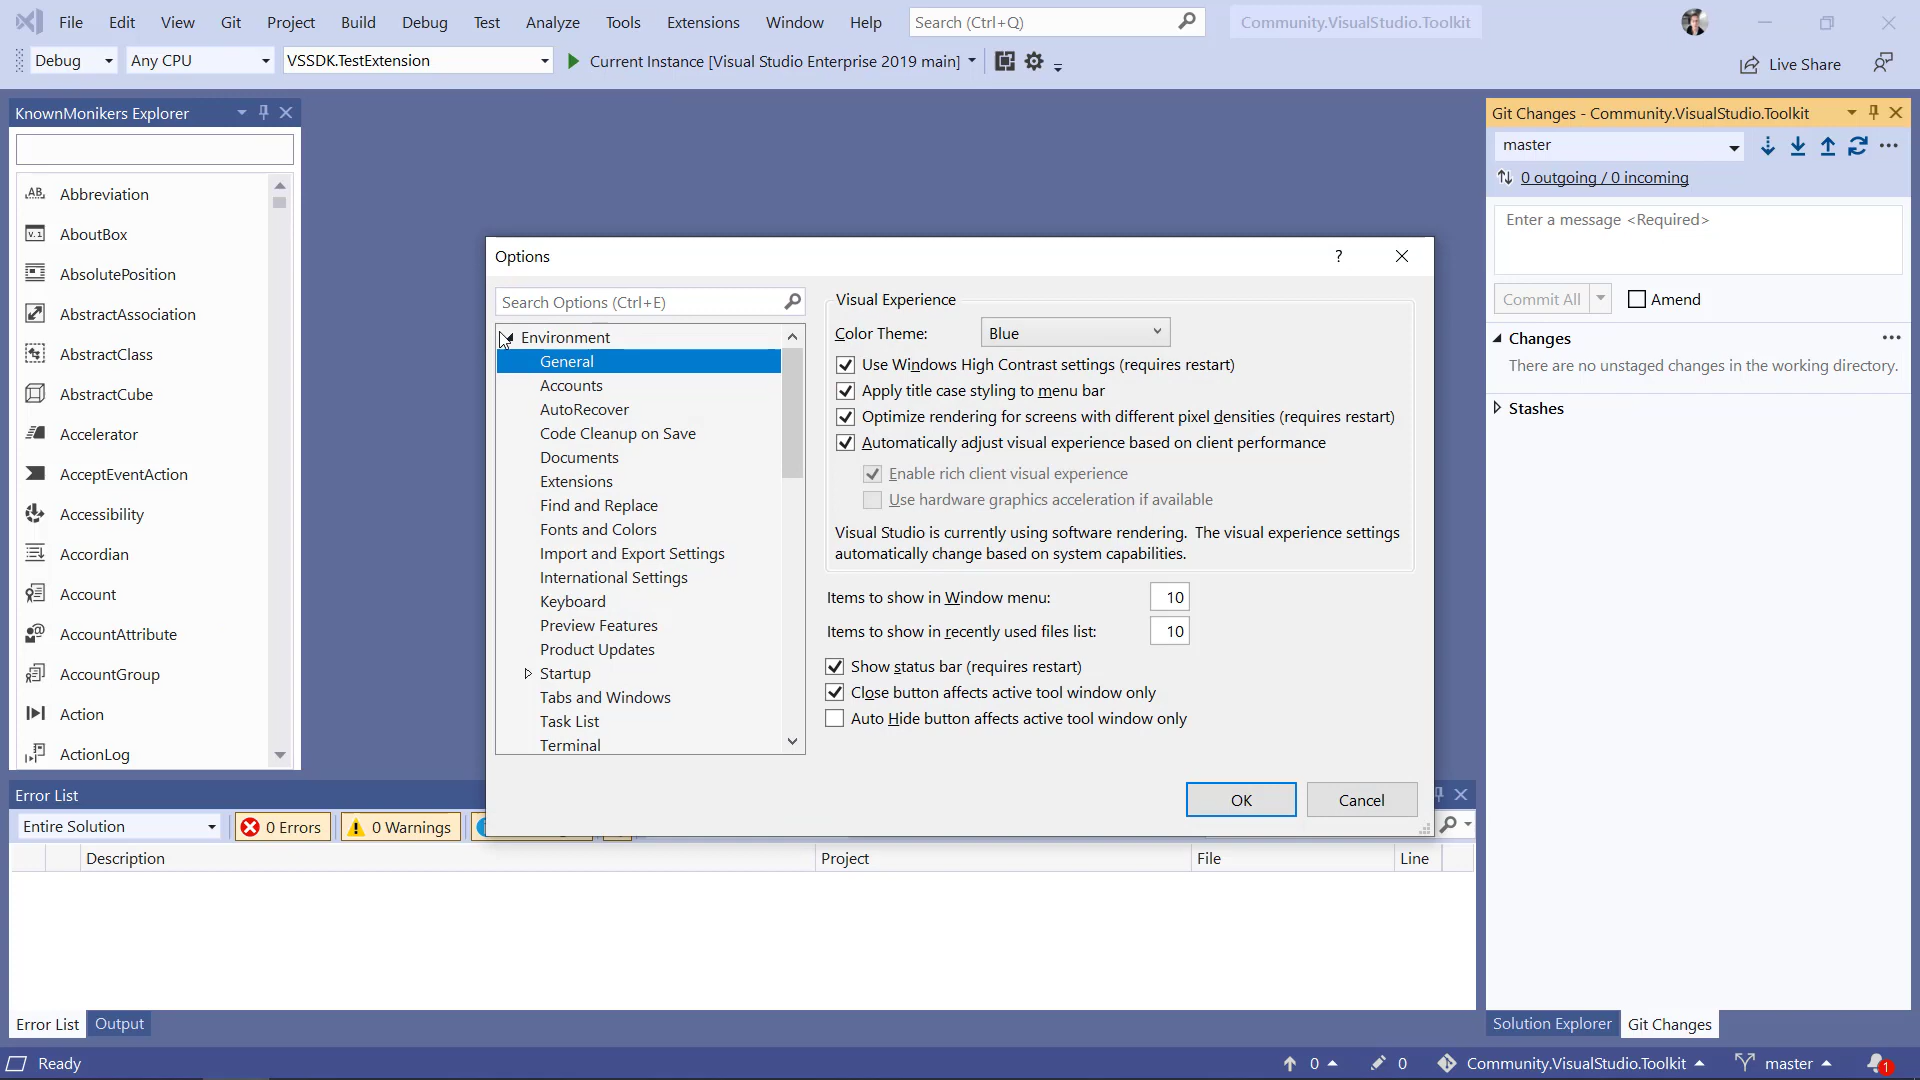 File Edit View Git Project Build Debug Test Analyze Tools Extensions Window Help Search (Ctrl+Q) Community.VisualStudio.Toolkit
Debug Any CPU VSSDK.TestExtension Current Instance [Visual Studio Enterprise 2019 main] Live Share
KnownMonikers Explorer
AB Abbreviation
V.1 AboutBox
AbsolutePosition
AbstractAssociation
AbstractClass
AbstractCube
Accelerator
AcceptEventAction
Accessibility
Accordian
Account
AccountAttribute
AccountGroup
Action
ActionLog
Options ?
Search Options (Ctrl+E)
Environment
General
Accounts
AutoRecover
Code Cleanup on Save
Documents
Extensions
Find and Replace
Fonts and Colors
Import and Export Settings
International Settings
Keyboard
Preview Features
Product Updates
Startup
Tabs and Windows
Task List
Terminal
Visual Experience
Color Theme: Blue
Use Windows High Contrast settings (requires restart)
Apply title case styling to menu bar
Optimize rendering for screens with different pixel densities (requires restart)
Automatically adjust visual experience based on client performance
Enable rich client visual experience
Use hardware graphics acceleration if available
Visual Studio is currently using software rendering. The visual experience settings
automatically change based on system capabilities.
Items to show in Window menu: 10
Items to show in recently used files list: 10
Show status bar (requires restart)
Close button affects active tool window only
Auto Hide button affects active tool window only
OK Cancel
Git Changes - Community.VisualStudio.Toolkit
master
0 outgoing / 0 incoming
Enter a message <Required>
Commit All Amend
Changes
There are no unstaged changes in the working directory.
Stashes
Error List
Entire Solution 0 Errors 0 Warnings
Description Project File Line
Error List Output
Solution Explorer Git Changes
Ready 0 0 Community.VisualStudio.Toolkit master 1